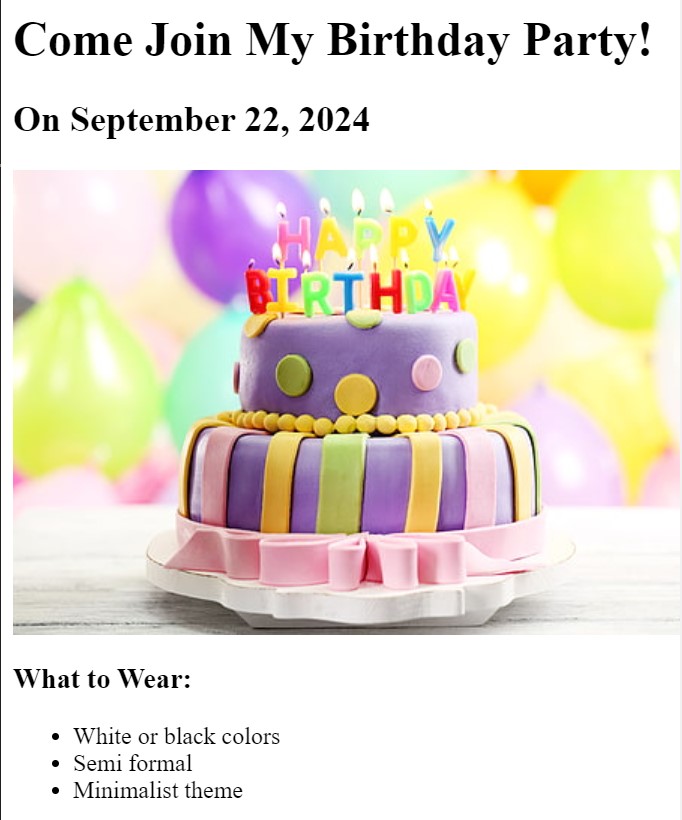 Come Join My Birthday Party!
On September 22, 2024
HAPPY
BIRTHDAY
What to Wear:
White or black colors
Semi formal
Minimalist theme